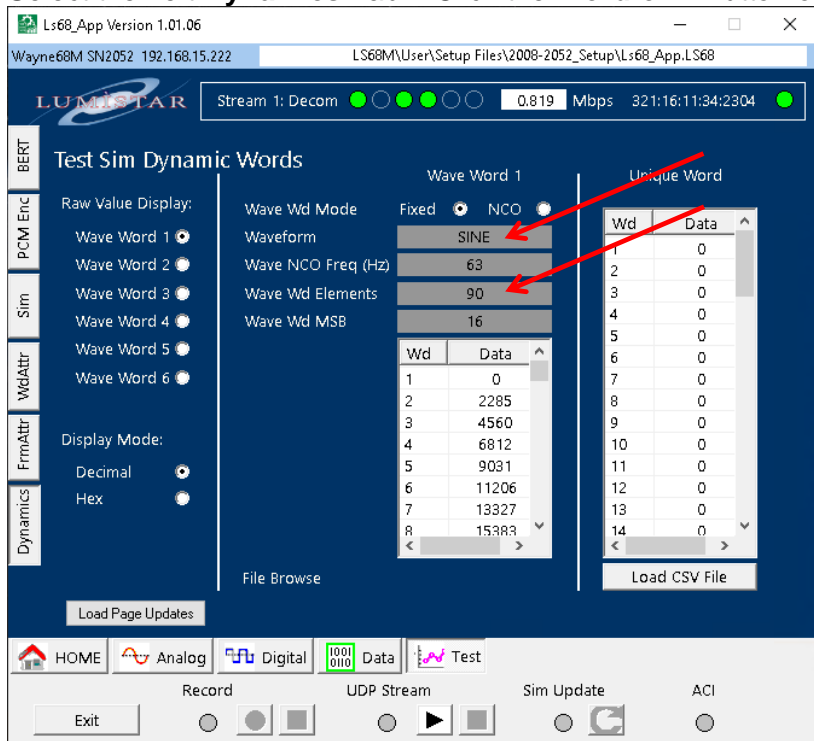 Ls68_App Version 1.01.06
Wayne68M SN2052 192.168.15.222 LS68M\User\Setup Files\2008-2052_Setup\Ls68_App.LS68
LUMISTAR Stream 1: Decom 0.819 Mbps 321:16:11:34:2304
BERT
PCM Enc
Sim
WdAttr
FrmAttr
Dynamics
Test Sim Dynamic Words
Raw Value Display:
Wave Word 1
Wave Word 2
Wave Word 3
Wave Word 4
Wave Word 5
Wave Word 6
Display Mode:
Decimal
Hex
Load Page Updates
Wave Word 1
Wave Wd Mode Fixed NCO
Waveform SINE
Wave NCO Freq (Hz) 63
Wave Wd Elements 90
Wave Wd MSB 16
Wd Data
1 0
2 2285
3 4560
4 6812
5 9031
6 11206
7 13327
8 15383
File Browse
Unique Word
Wd Data
1 0
2 0
3 0
4 0
5 0
6 0
7 0
8 0
9 0
10 0
11 0
12 0
13 0
14 0
Load CSV File
HOME Analog Digital 1001 0110 Data Test
Record UDP Stream Sim Update ACI
Exit